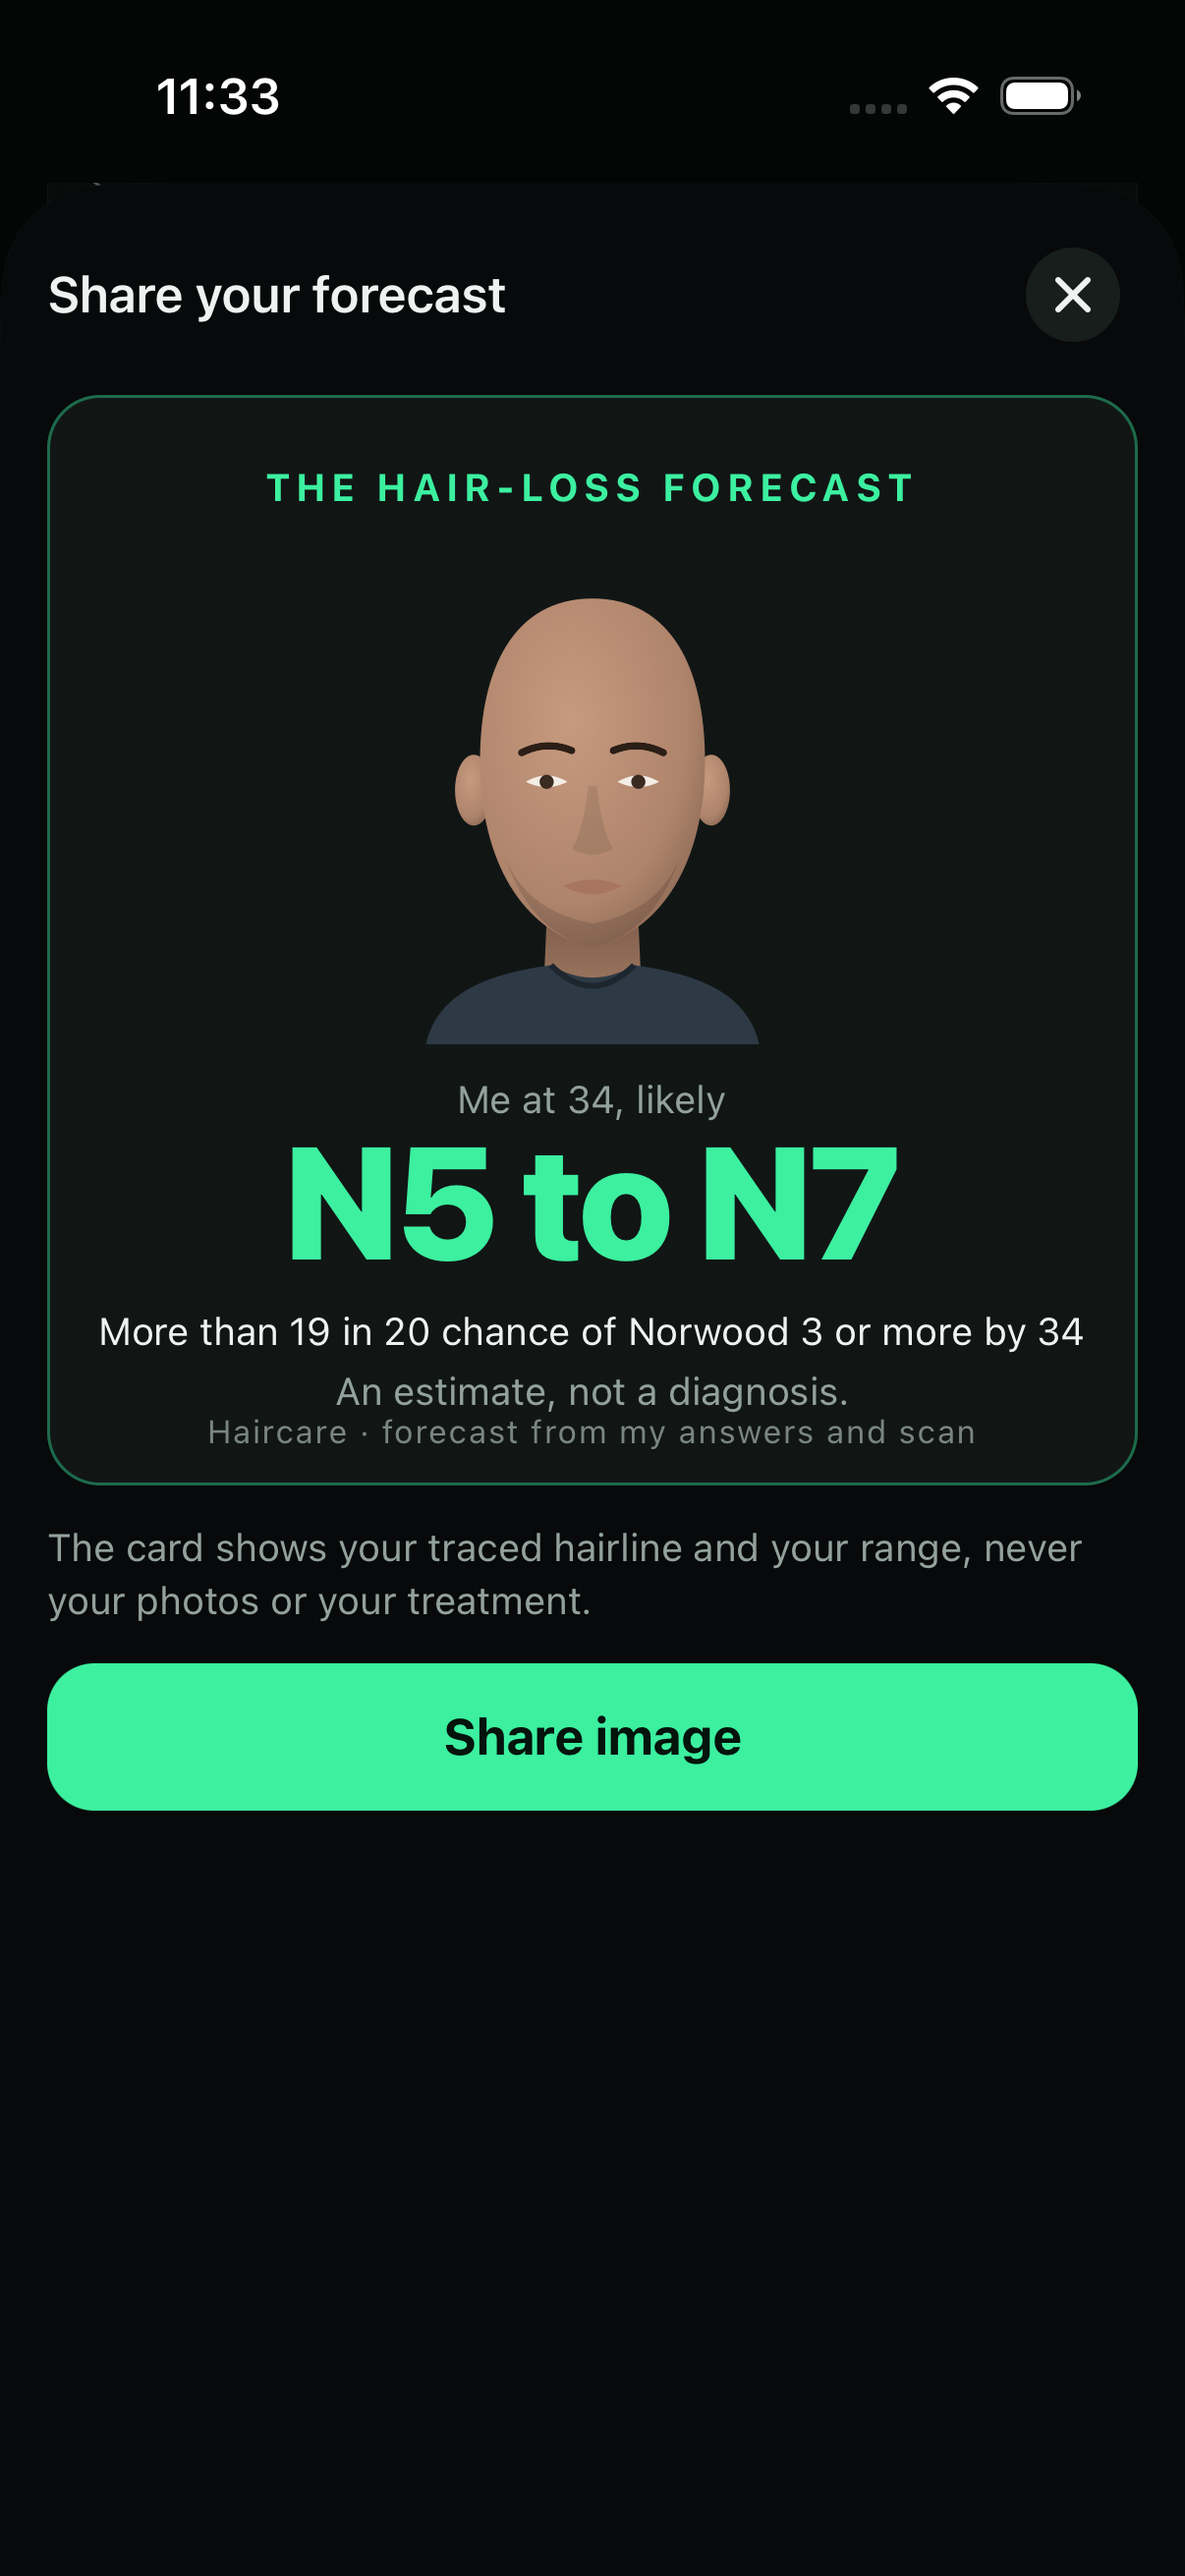 11:33
Share your forecast
THE HAIR-LOSS FORECAST
Me at 34, likely
N5 to N7
More than 19 in 20 chance of Norwood 3 or more by 34
An estimate, not a diagnosis.
Haircare · forecast from my answers and scan
The card shows your traced hairline and your range, never
your photos or your treatment.
Share image